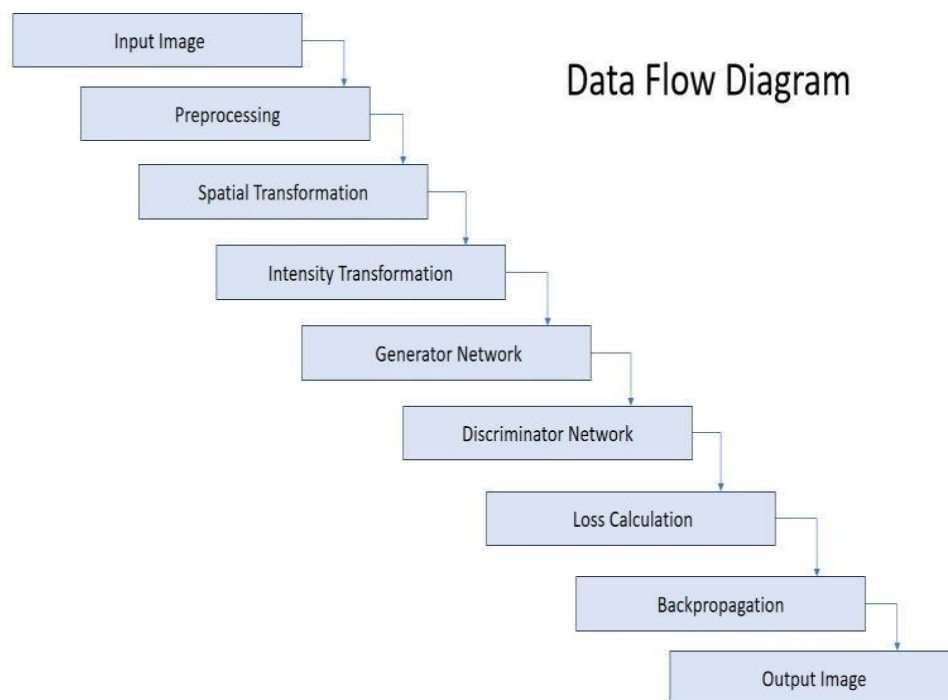 Input Image
Data Flow Diagram
Preprocessing
Spatial Transformation
Intensity Transformation
Generator Network
Discriminator Network
Loss Calculation
Backpropagation
Output Image